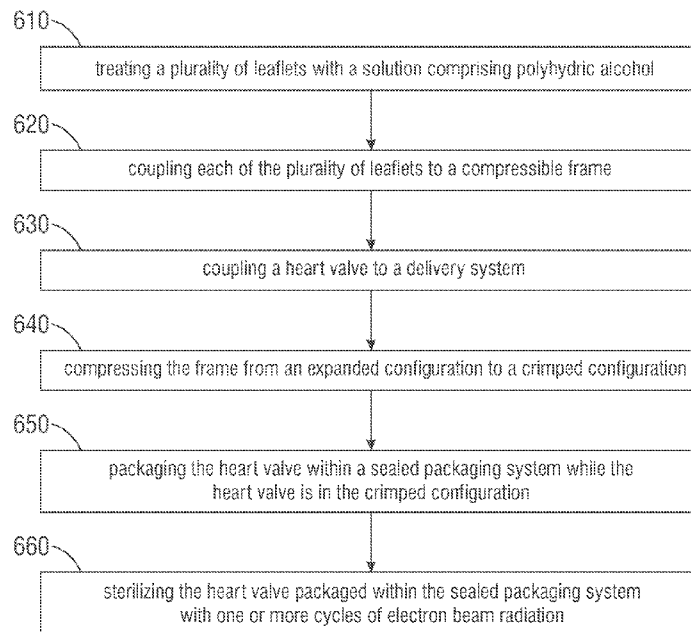 610
treating a plurality of leaflets with a solution comprising polyhydric alcohol
620
coupling each of the plurality of leaflets to a compressible frame
630
coupling a heart valve to a delivery system
640
compressing the frame from an expanded configuration to a crimped configuration
650
packaging the heart valve within a sealed packaging system while the
heart valve is in the crimped configuration
660
sterilizing the heart valve packaged within the sealed packaging system
with one or more cycles of electron beam radiation